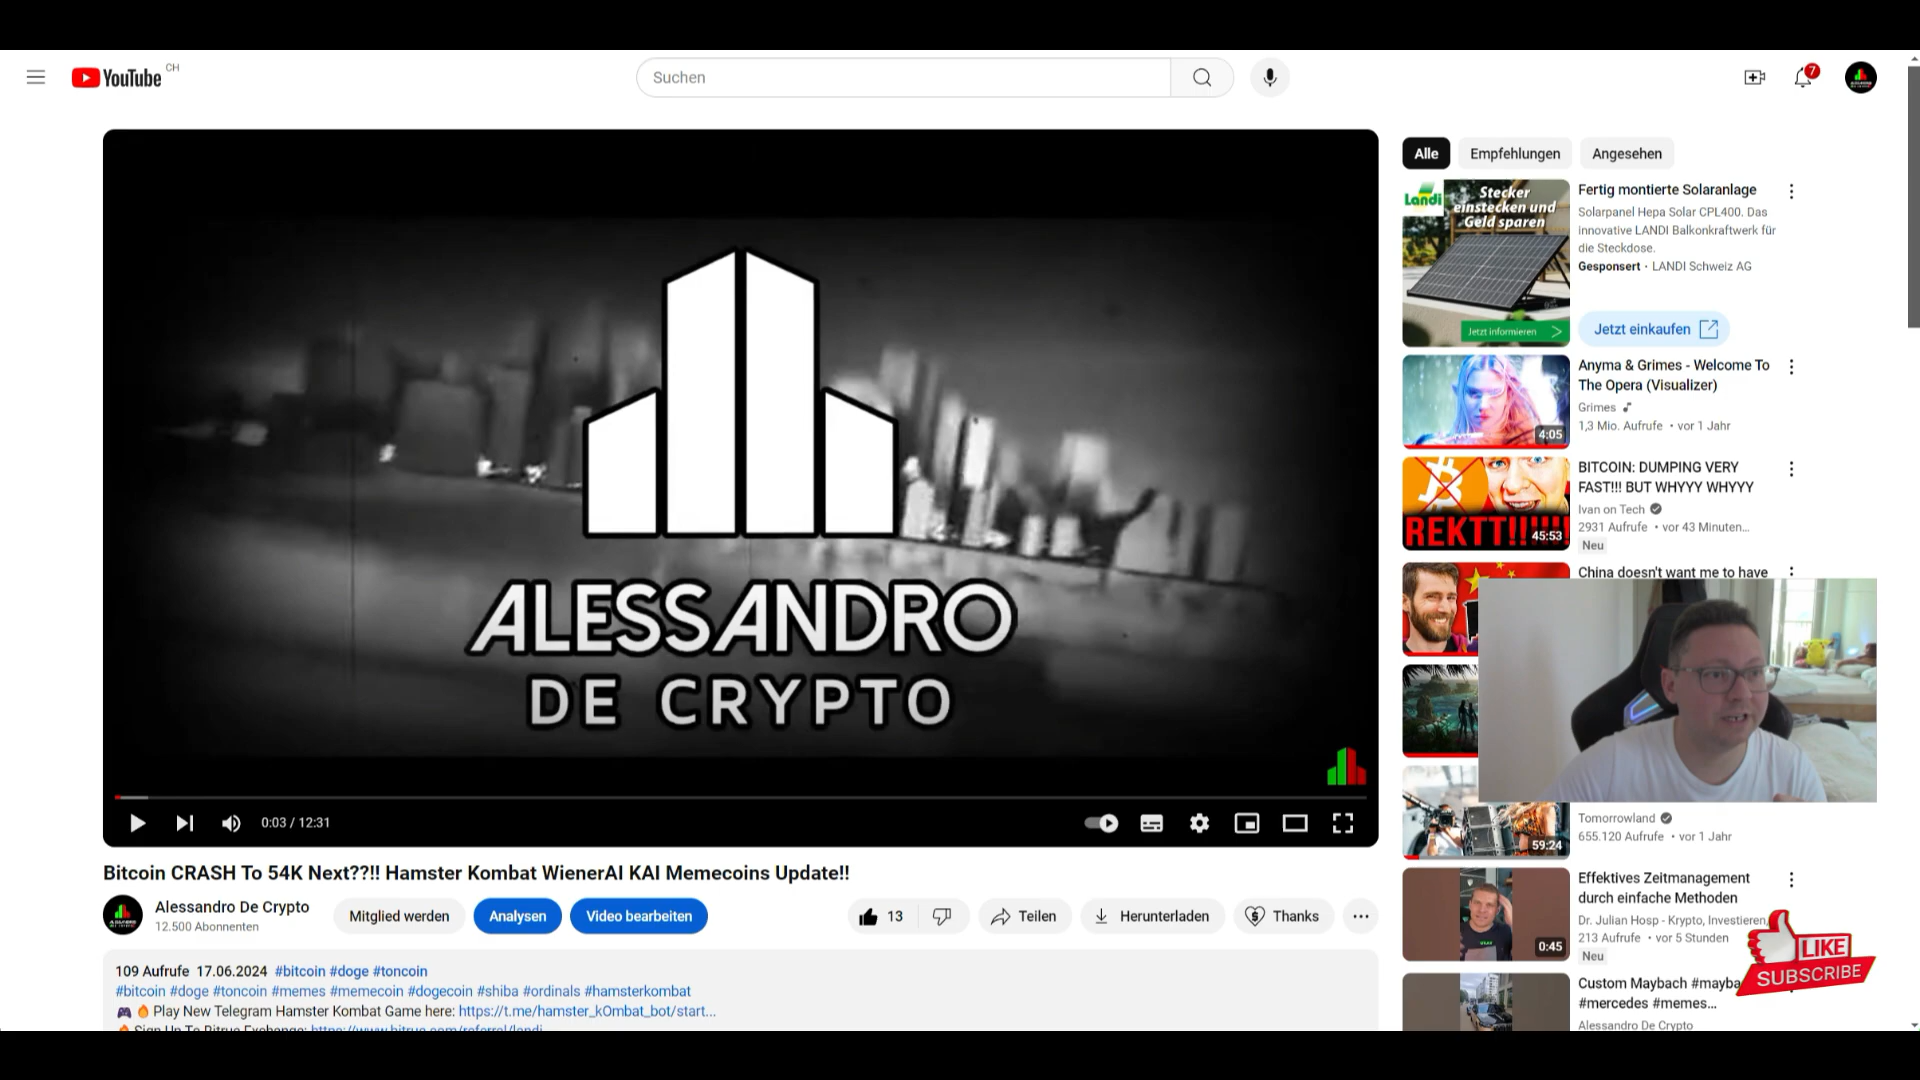 YouTube CH
Suchen
7
ALESSANDRO
DE CRYPTO
0:03 / 12:31
Bitcoin CRASH To 54K Next??!! Hamster Kombat WienerAI KAI Memecoins Update!!
Alessandro De Crypto
12.500 Abonnenten
Mitglied werden
Analysen
Video bearbeiten
13
Teilen
Herunterladen
Thanks
109 Aufrufe 17.06.2024 #bitcoin #doge #toncoin
#bitcoin #doge #toncoin #memes #memecoin #dogecoin #shiba #ordinals #hamsterkombat
Play New Telegram Hamster Kombat Game here: https://t.me/hamster_kOmbat_bot/start...
Sign Up To Bitrue Exchange: https://www.bitrue.com/referral/landi
Alle
Empfehlungen
Angesehen
Landi
Stecker
einstecken und
Geld sparen
Jetzt informieren
Fertig montierte Solaranlage
Solarpanel Hepa Solar CPL400. Das
innovative LANDI Balkonkraftwerk für
die Steckdose.
Gesponsert · LANDI Schweiz AG
Jetzt einkaufen
4:05
Anyma & Grimes - Welcome To
The Opera (Visualizer)
Grimes
1,3 Mio. Aufrufe • vor 1 Jahr
REKTT!!!!!!
45:53
BITCOIN: DUMPING VERY
FAST!!! BUT WHYYY WHYYY
Ivan on Tech
2931 Aufrufe • vor 43 Minuten...
Neu
China doesn't want me to have
59:24
Tomorrowland
655.120 Aufrufe • vor 1 Jahr
0:45
Effektives Zeitmanagement
durch einfache Methoden
Dr. Julian Hosp - Krypto, Investieren,
213 Aufrufe • vor 5 Stunden
Neu
LIKE
SUBSCRIBE
Custom Maybach #mayba
#mercedes #memes...
Alessandro De Crypto